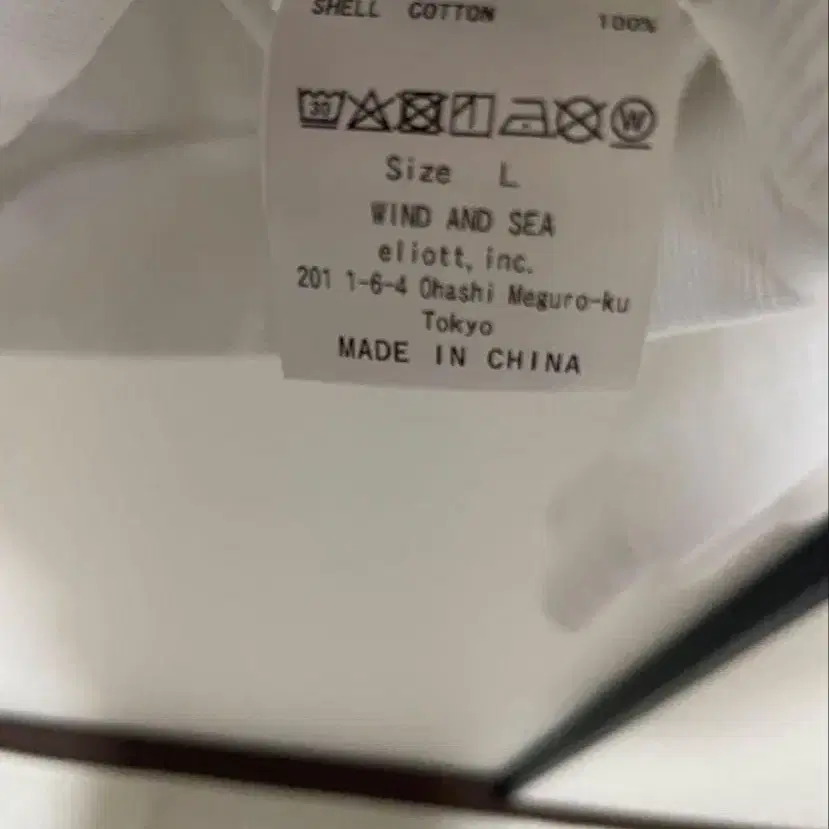 SHELL COTTON 100%
30 W
Size L
WIND AND SEA
eliott, inc.
201 1-6-4 Ohashi Meguro-ku
Tokyo
MADE IN CHINA